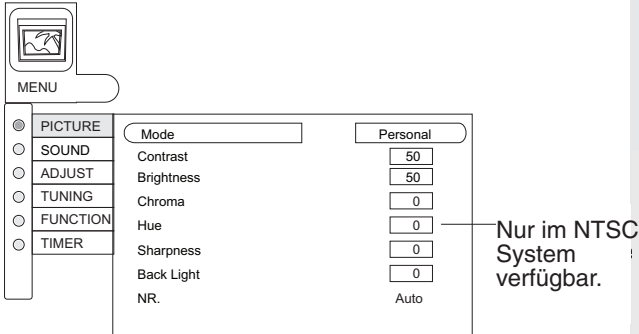 MENU
PICTURE
SOUND
ADJUST
TUNING
FUNCTION
TIMER
Mode Personal
Contrast 50
Brightness 50
Chroma 0
Hue 0
Sharpness 0
Back Light 0
NR. Auto
Nur im NTSC
System
verfügbar.